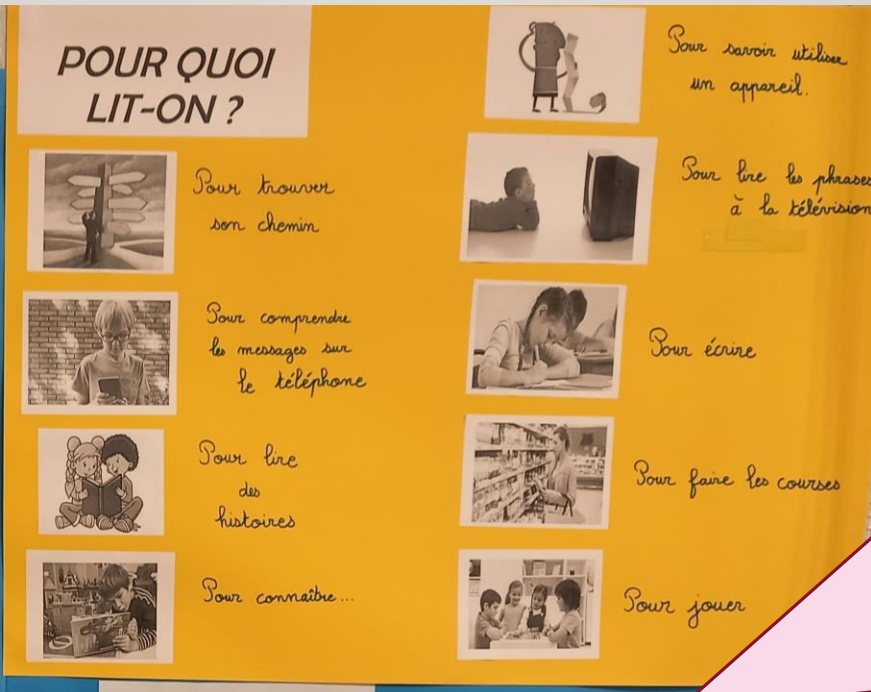 POUR QUOI
LIT-ON ?
Pour trouver
son chemin
Pour comprendre
les messages sur
le téléphone
Pour lire
des
histoires
Pour connaître...
Pour savoir utiliser
un appareil.
Pour lire les phrases
à la télévision
Pour écrire
Pour faire les courses
Pour jouer